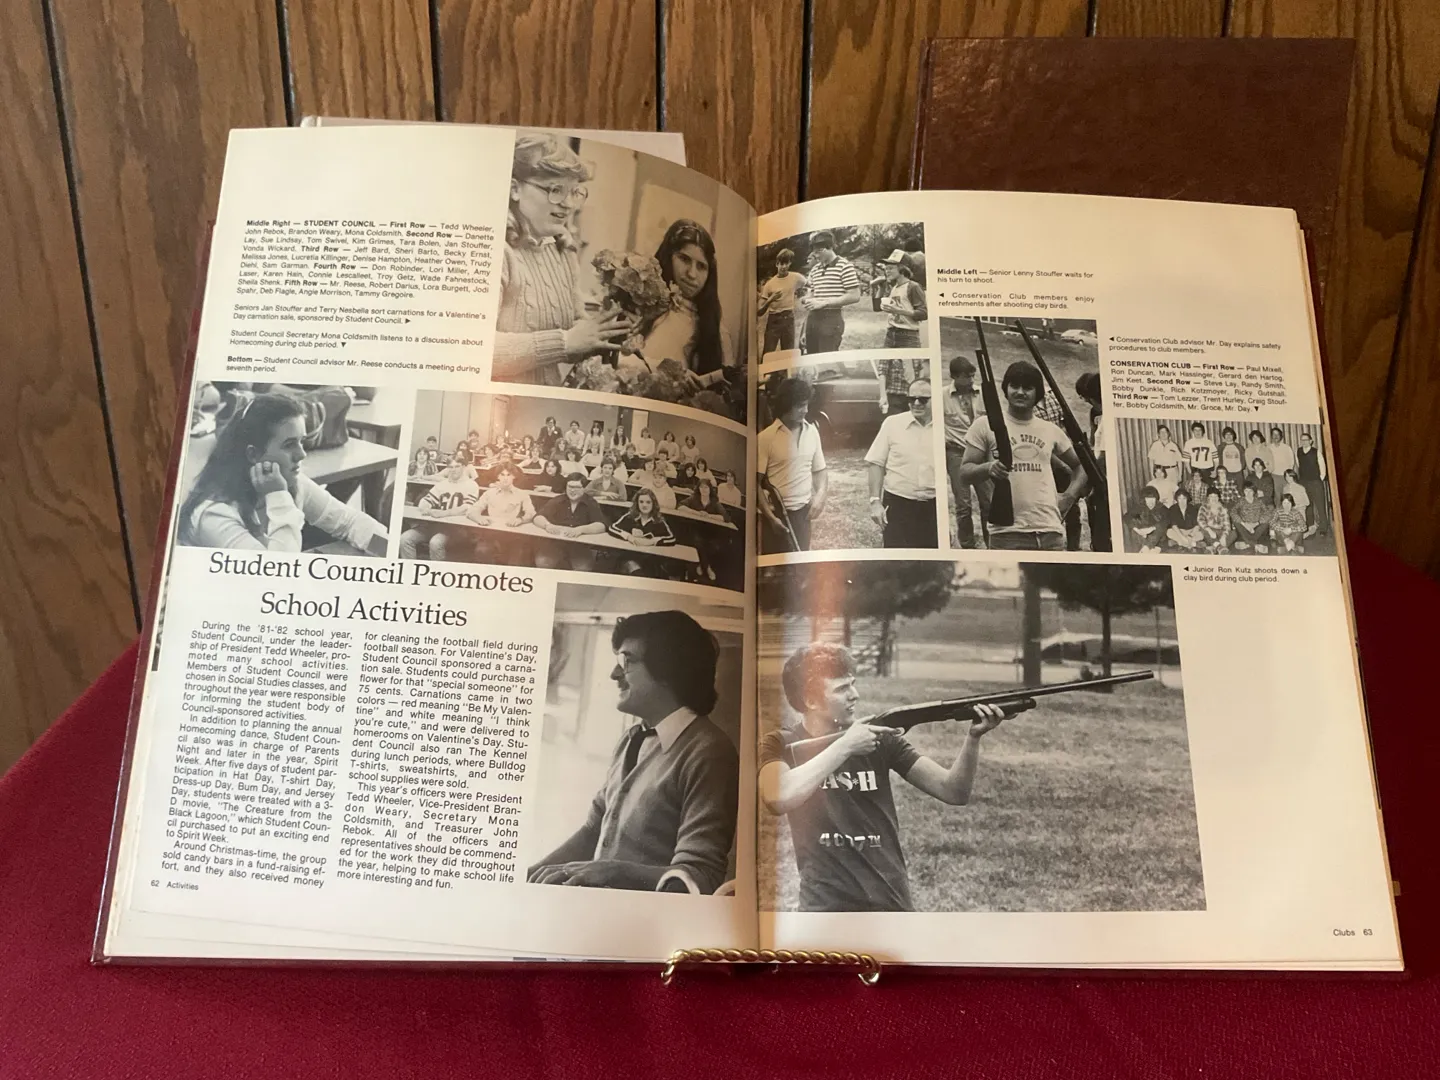 Middle Right — STUDENT COUNCIL — First Row — Tadd Wheeler,
John Rebok, Brandon Weary, Mona Coldsmith. Second Row — Danette
Lay, Sue Lindsay, Tom Swivel, Kim Grimes, Tara Bolen, Jan Stouffer,
Vonda Wickard. Third Row — Jeff Bard, Sheri Barto, Becky Ernst,
Melissa Jones, Lucretia Killinger, Denise Hampton, Heather Owen, Trudy
Diehl, Sam Garman. Fourth Row — Don Robinder, Lori Miller, Amy
Laser, Karen Hain, Connie Lescalleet, Troy Getz, Wade Fahnestock,
Sheila Shenk. Fifth Row — Mr. Reese, Robert Darius, Lora Burgett, Jodi
Spahr, Deb Flagle, Angie Morrison, Tammy Gregoire.
Seniors Jan Stouffer and Terry Nesbella sort carnations for a Valentine's
Day carnation sale, sponsored by Student Council. ►
Student Council Secretary Mona Coldsmith listens to a discussion about
Homecoming during club period. ▼
Bottom — Student Council advisor Mr. Reese conducts a meeting during
seventh period.
60
Student Council Promotes
School Activities
During the '81-'82 school year,
Student Council, under the leader-
ship of President Tedd Wheeler, pro-
moted many school activities.
Members of Student Council were
chosen in Social Studies classes, and
throughout the year were responsible
for informing the student body of
Council-sponsored activities.
In addition to planning the annual
Homecoming dance, Student Coun-
cil also was in charge of Parents
Night and later in the year, Spirit
Week. After five days of student par-
ticipation in Hat Day, T-shirt Day,
Dress-up Day, Bum Day, and Jersey
Day, students were treated with a 3-
D movie, "The Creature from the
Black Lagoon," which Student Coun-
cil purchased to put an exciting end
to Spirit Week.
Around Christmas-time, the group
sold candy bars in a fund-raising ef-
fort, and they also received money
for cleaning the football field during
football season. For Valentine's Day,
Student Council sponsored a carna-
tion sale. Students could purchase a
flower for that "special someone" for
75 cents. Carnations came in two
colors — red meaning "Be My Valen-
tine" and white meaning "I think
you're cute," and were delivered to
homerooms on Valentine's Day. Stu-
dent Council also ran The Kennel
during lunch periods, where Bulldog
T-shirts, sweatshirts, and other
school supplies were sold.
This year's officers were President
Tedd Wheeler, Vice-President Bran-
don Weary, Secretary Mona
Coldsmith, and Treasurer John
Rebok. All of the officers and
representatives should be commend-
ed for the work they did throughout
the year, helping to make school life
more interesting and fun.
62 Activities
Middle Left — Senior Lenny Stouffer waits for
his turn to shoot.
◄ Conservation Club members enjoy
refreshments after shooting clay birds.
◄ Conservation Club advisor Mr. Day explains safety
procedures to club members.
CONSERVATION CLUB — First Row — Paul Mixell,
Ron Duncan, Mark Hassinger, Gerard den Hartog,
Jim Keet. Second Row — Steve Lay, Randy Smith,
Bobby Dunkle, Rich Kotzmoyer, Ricky Gutshall.
Third Row — Tom Lezzer, Trent Hurley, Craig Stouf-
fer, Bobby Coldsmith, Mr. Groce, Mr. Day. ▼
SPRING
FOOTBALL
77
◄ Junior Ron Kutz shoots down a
clay bird during club period.
AS*H
4077TH
Clubs 63